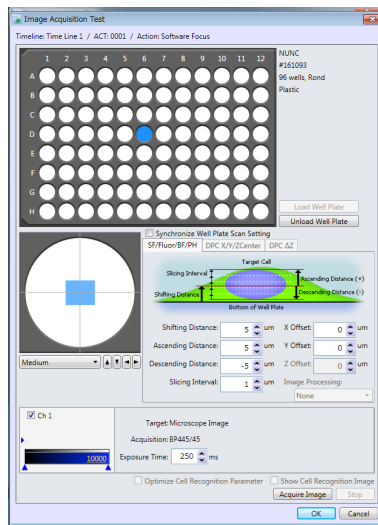 Image Acquisition Test
Timeline: Time Line 1 / ACT: 0001 / Action: Software Focus
1 2 3 4 5 6 7 8 9 10 11 12
A
B
C
D
E
F
G
H
NUNC
#161093
96 wells, Rond
Plastic
Load Well Plate
Unload Well Plate
Synchronize Well Plate Scan Setting
SF/Fluor/BF/PH DPC X/Y/ZCenter DPC ΔZ
Target Cell
Slicing Interval
Ascending Distance (+)
Shifting Distance
Descending Distance (-)
Bottom of Well Plate
Shifting Distance: 5 um X Offset: 0 um
Ascending Distance: 5 um Y Offset: 0 um
Descending Distance: -5 um Z Offset: 0 um
Slicing Interval: 1 um Image Processing:
None
Medium
Ch 1
10000
Target: Microscope Image
Acquisition: BP445/45
Exposure Time: 250 ms
Optimize Cell Recognition Parameter Show Cell Recognition Image
Acquire Image Stop
OK Cancel